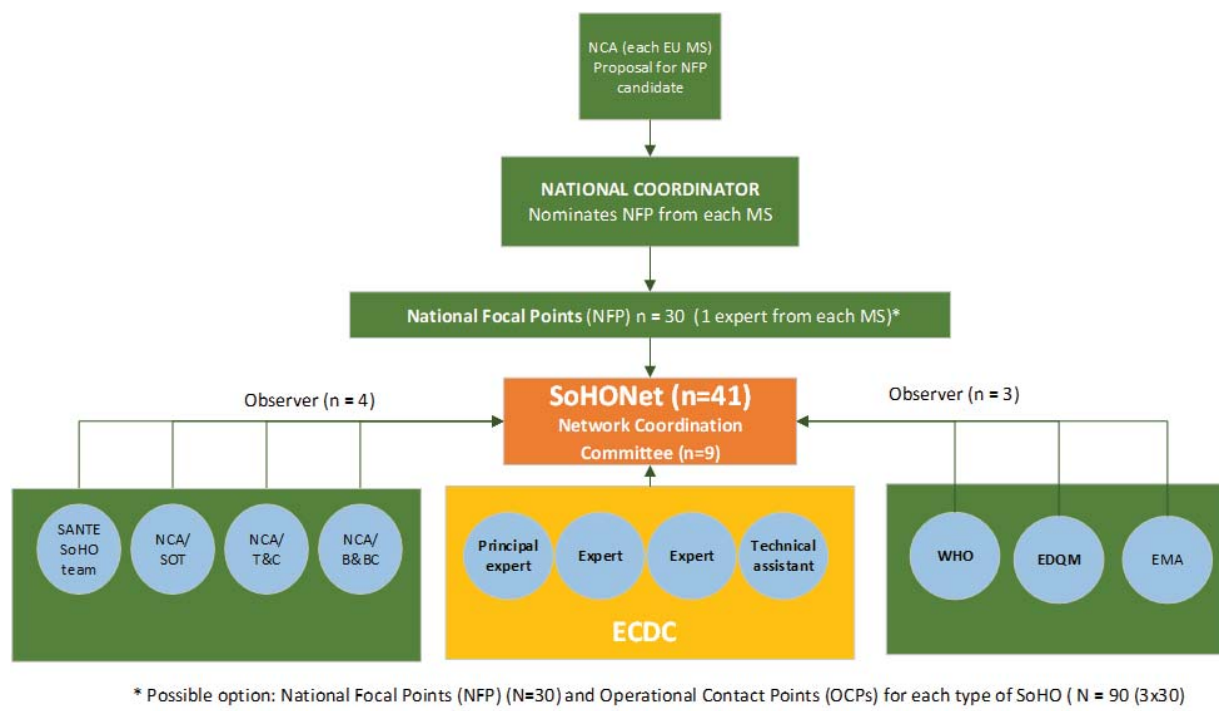 NCA (each EU MS)
Proposal for NFP
candidate
NATIONAL COORDINATOR
Nominates NFP from each MS
National Focal Points (NFP) n = 30 (1 expert from each MS)*
Observer (n = 4)
SoHONet (n=41)
Network Coordination
Committee (n=9)
Observer (n = 3)
SANTE
SoHO
team
NCA/
SOT
NCA/
T&C
NCA/
B&BC
Principal
expert
Expert
Expert
Technical
assistant
ECDC
WHO
EDQM
EMA
* Possible option: National Focal Points (NFP) (N=30) and Operational Contact Points (OCPs) for each type of SoHO ( N = 90 (3x30)